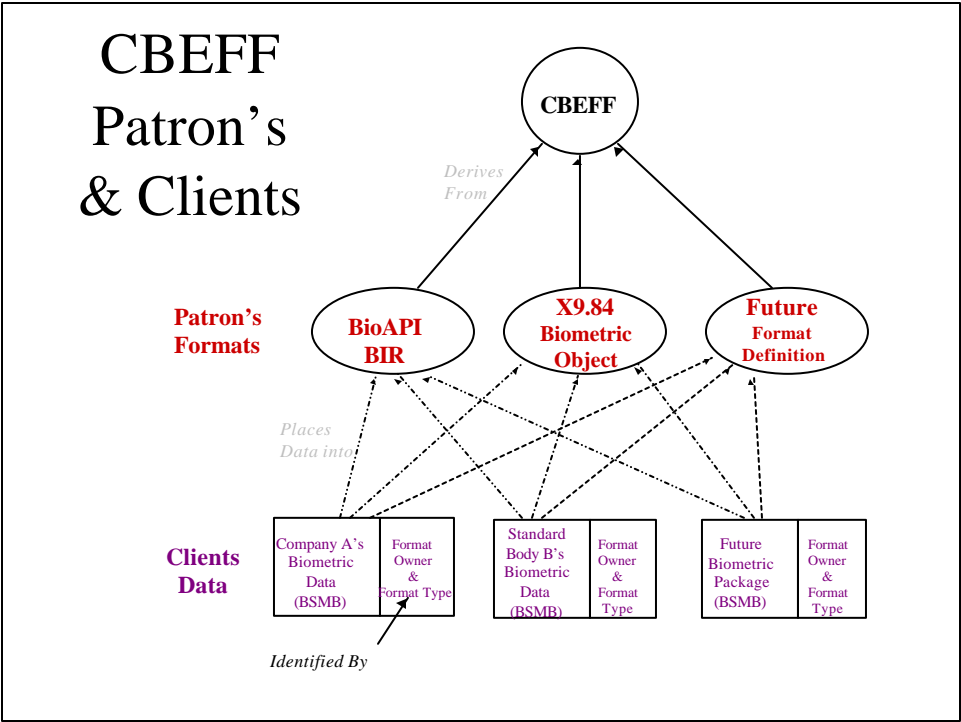 CBEFF
Patron’s
& Clients
CBEFF
Derives
From
Patron’s
Formats
BioAPI
BIR
X9.84
Biometric
Object
Future
Format
Definition
Places
Data into
Clients
Data
Company A’s
Biometric
Data
(BSMB)
Format
Owner
&
Format Type
Standard
Body B’s
Biometric
Data
(BSMB)
Format
Owner
&
Format
Type
Future
Biometric
Package
(BSMB)
Format
Owner
&
Format
Type
Identified By